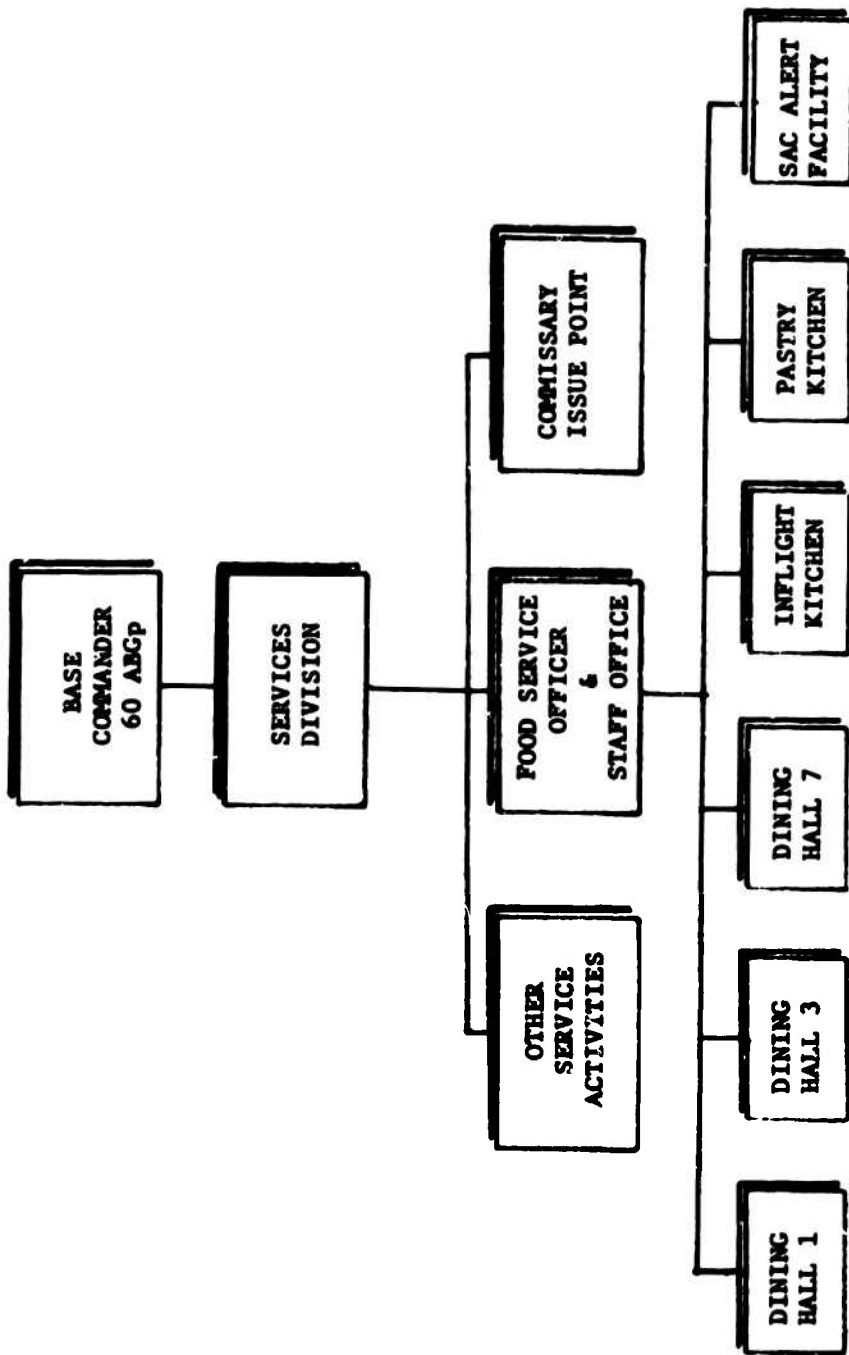 BASE
COMMANDER
60 ABGp
SERVICES
DIVISION
OTHER
SERVICE
ACTIVITIES
FOOD SERVICE
OFFICER
&
STAFF OFFICE
COMMISSARY
ISSUE POINT
DINING
HALL 1
DINING
HALL 3
DINING
HALL 7
INFLIGHT
KITCHEN
PASTRY
KITCHEN
SAC ALERT
FACILITY